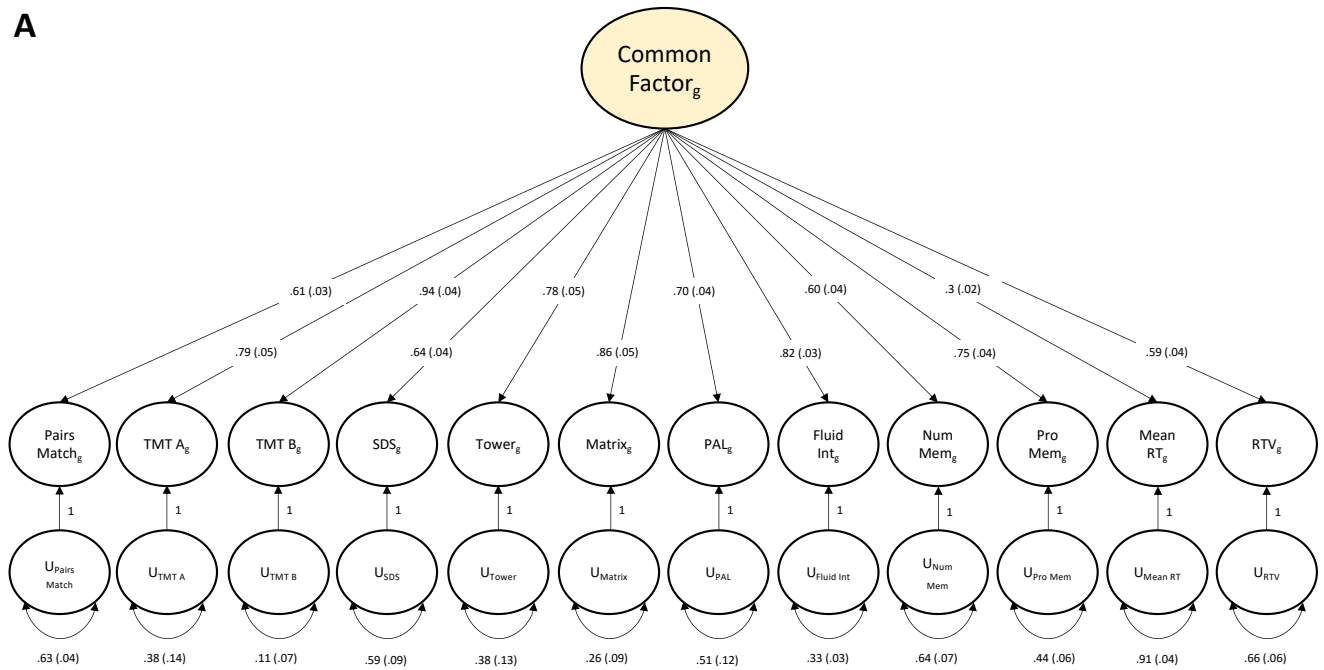 A
Common
Factorg
.61 (.03)
.94 (.04)
.78 (.05)
.70 (.04)
.60 (.04)
.3 (.02)
.79 (.05)
.64 (.04)
.86 (.05)
.82 (.03)
.75 (.04)
.59 (.04)
Pairs
Matchg
TMT Ag
TMT Bg
SDSg
Towerg
Matrixg
PALg
Fluid
Intg
Num
Memg
Pro
Memg
Mean
RTg
RTVg
1
1
1
1
1
1
1
1
1
1
1
1
UPairs
Match
UTMT A
UTMT B
USDS
UTower
UMatrix
UPAL
UFluid Int
UNum
Mem
UPro Mem
UMean RT
URTV
.63 (.04)
.38 (.14)
.11 (.07)
.59 (.09)
.38 (.13)
.26 (.09)
.51 (.12)
.33 (.03)
.64 (.07)
.44 (.06)
.91 (.04)
.66 (.06)